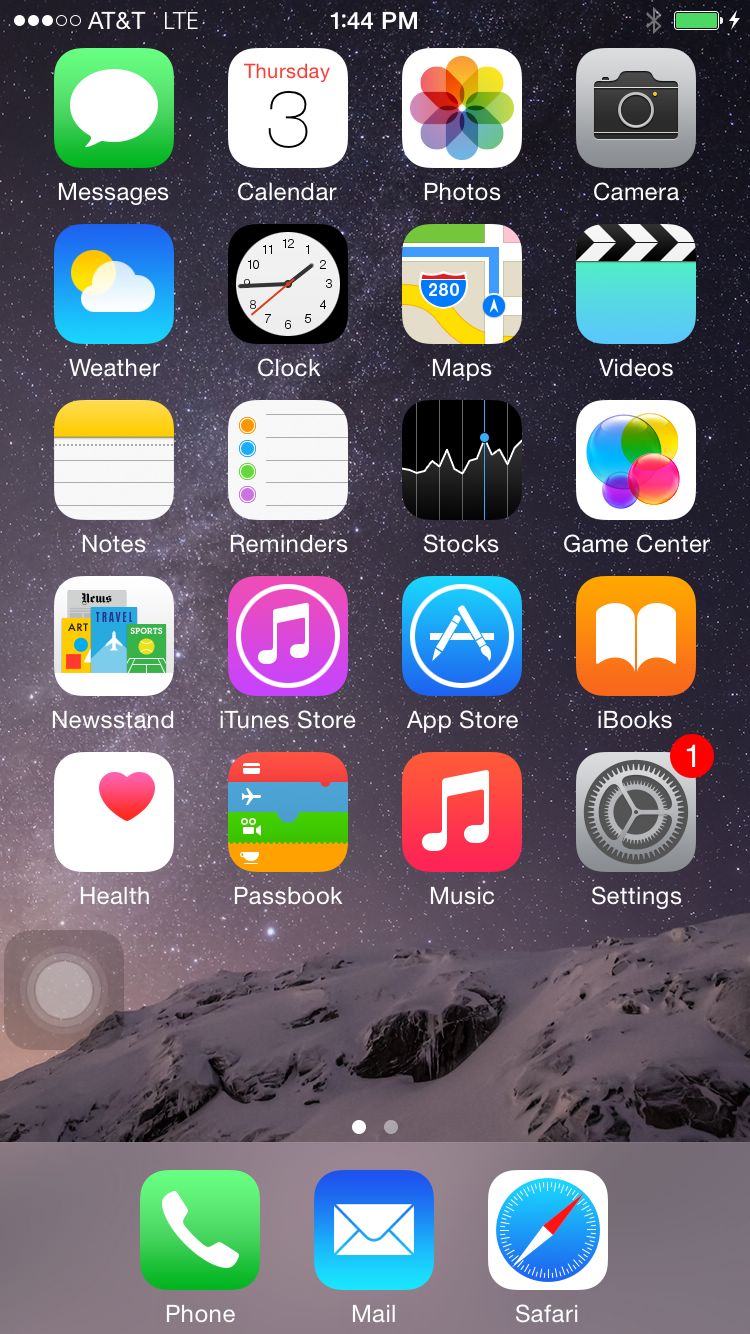 AT&T LTE 1:44 PM
Thursday
3
Messages Calendar Photos Camera
12
11 1
10 2
9 3
8 4
7 5
6
280
Weather Clock Maps Videos
Notes Reminders Stocks Game Center
News
TRAVEL
ART
SPORTS
Newsstand iTunes Store App Store iBooks
1
Health Passbook Music Settings
Phone Mail Safari